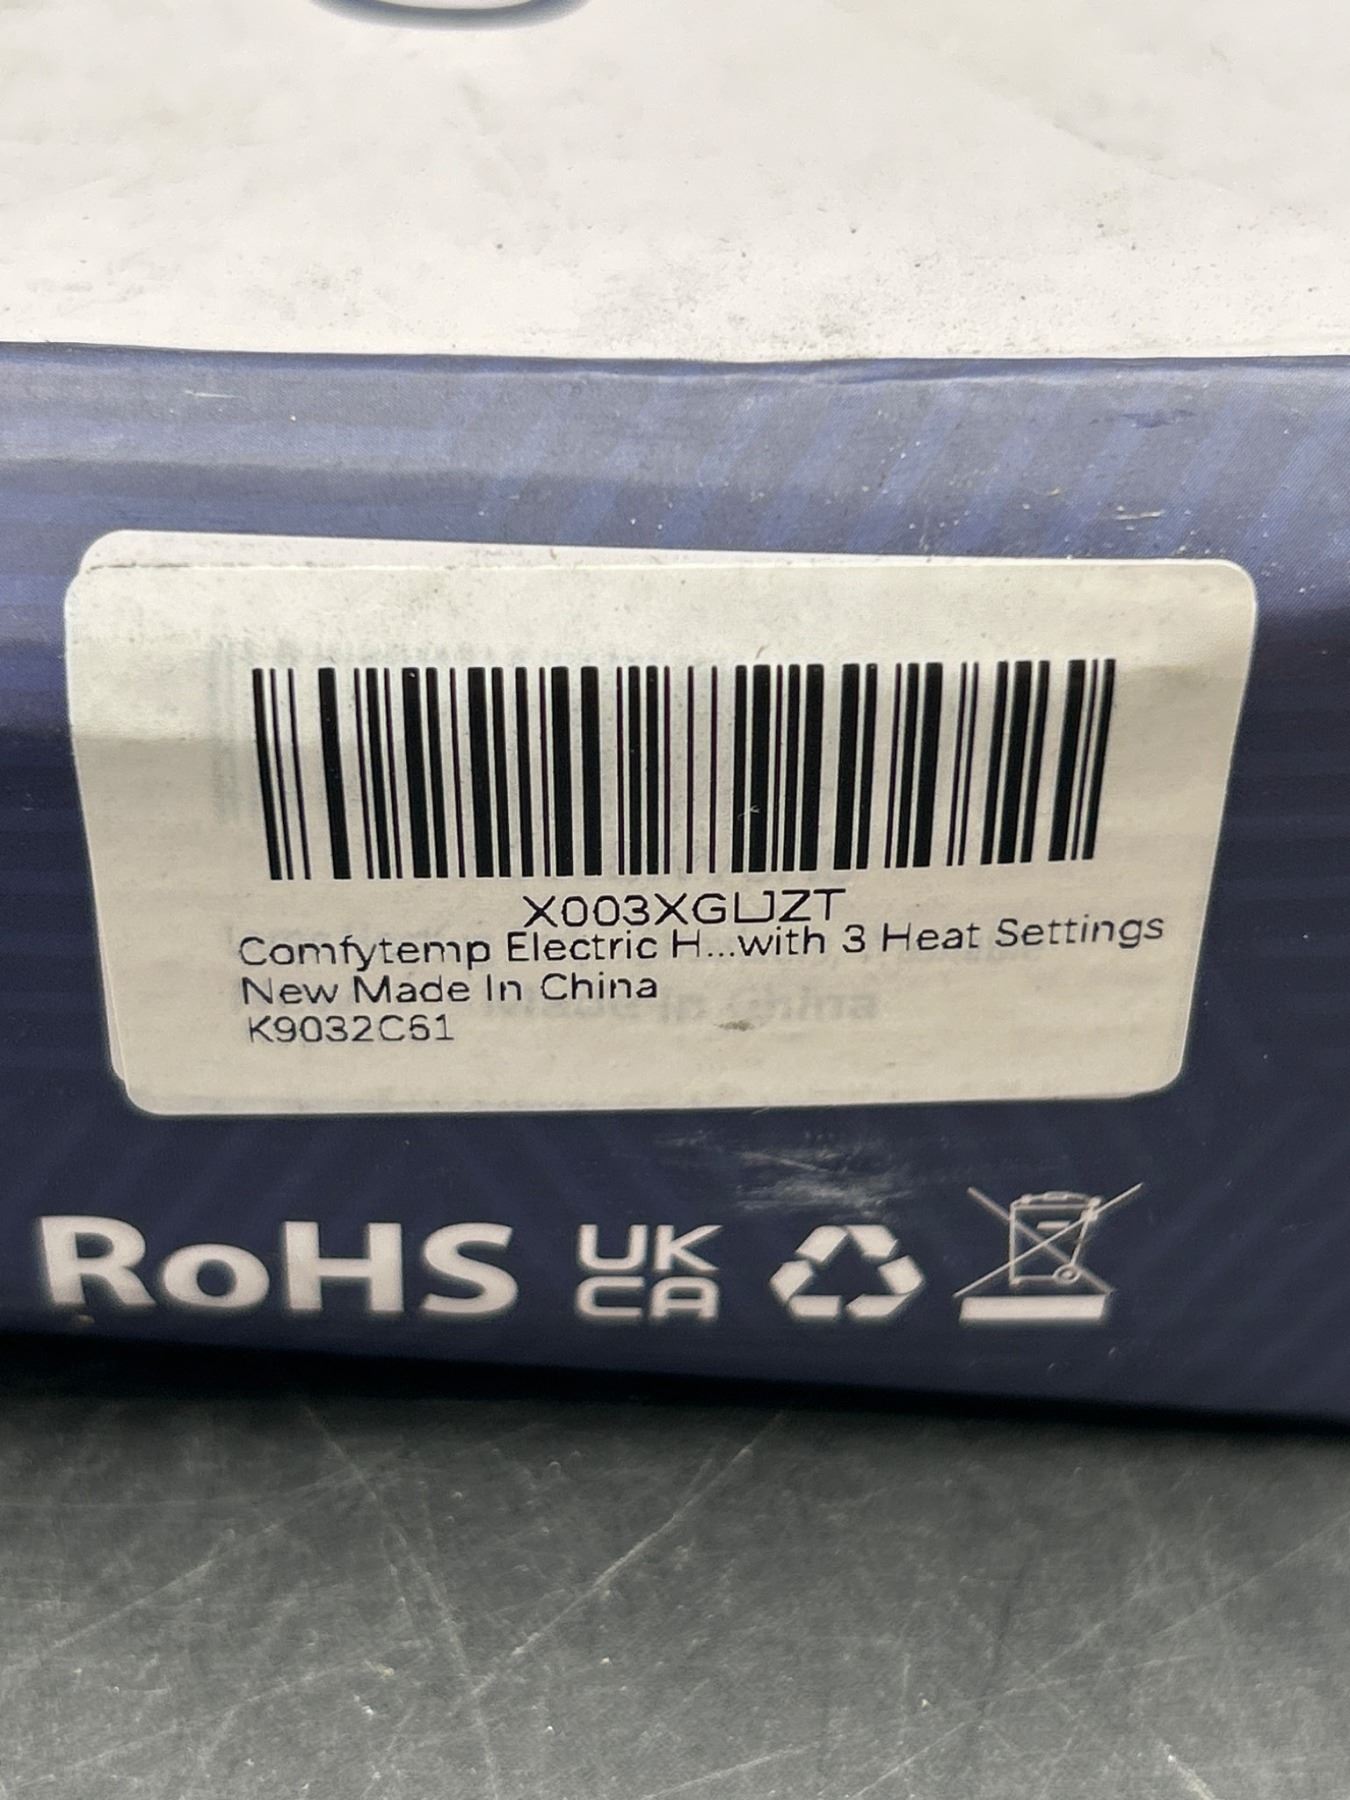 X003XGLJZT
Comfytemp Electric H...with 3 Heat Settings
New Made In China
K9032C61
RoHS
UK
CA